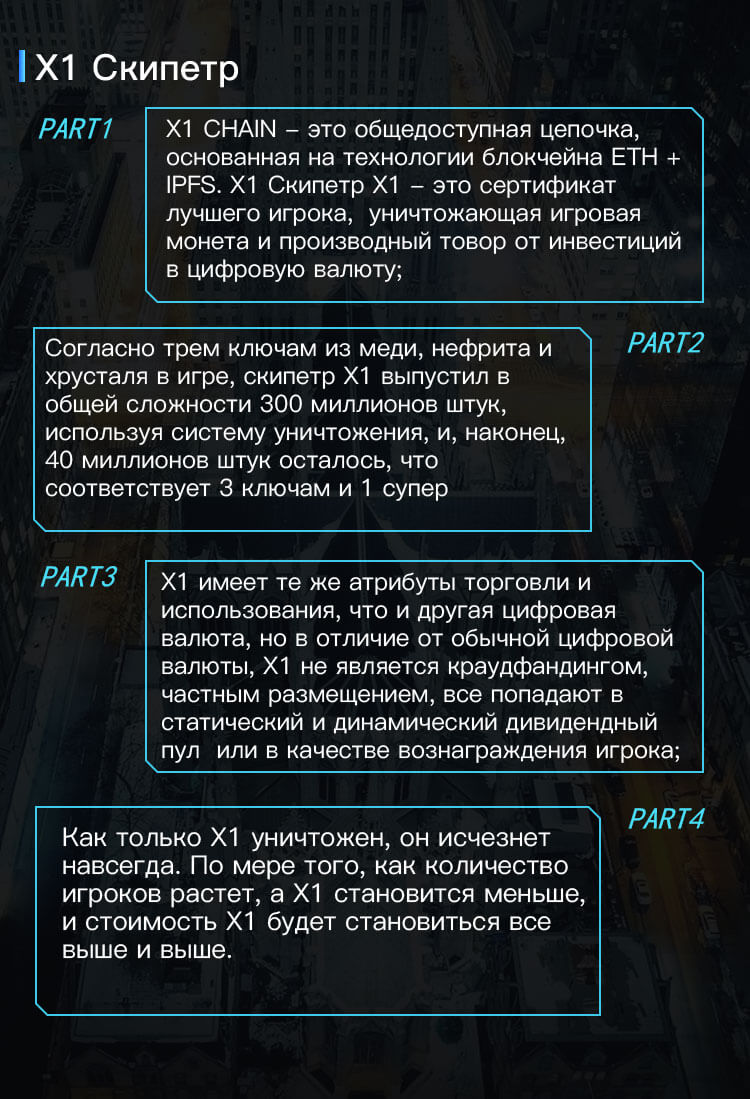 X1 Скипетр
PART1
X1 CHAIN – это общедоступная цепочка,
основанная на технологии блокчейна ETH +
IPFS. X1 Скипетр X1 – это сертификат
лучшего игрока,  уничтожающая игровая
монета и производный товор от инвестиций
в цифровую валюту;
PART2
Согласно трем ключам из меди, нефрита и
хрусталя в игре, скипетр X1 выпустил в
общей сложности 300 миллионов штук,
используя систему уничтожения, и, наконец,
40 миллионов штук осталось, что
соответствует 3 ключам и 1 супер
PART3
X1 имеет те же атрибуты торговли и
использования, что и другая цифровая
валюта, но в отличие от обычной цифровой
валюты, X1 не является краудфандингом,
частным размещением, все попадают в
статический и динамический дивидендный
пул  или в качестве вознаграждения игрока;
PART4
Как только X1 уничтожен, он исчезнет
навсегда. По мере того, как количество
игроков растет, а X1 становится меньше,
и стоимость X1 будет становиться все
выше и выше.